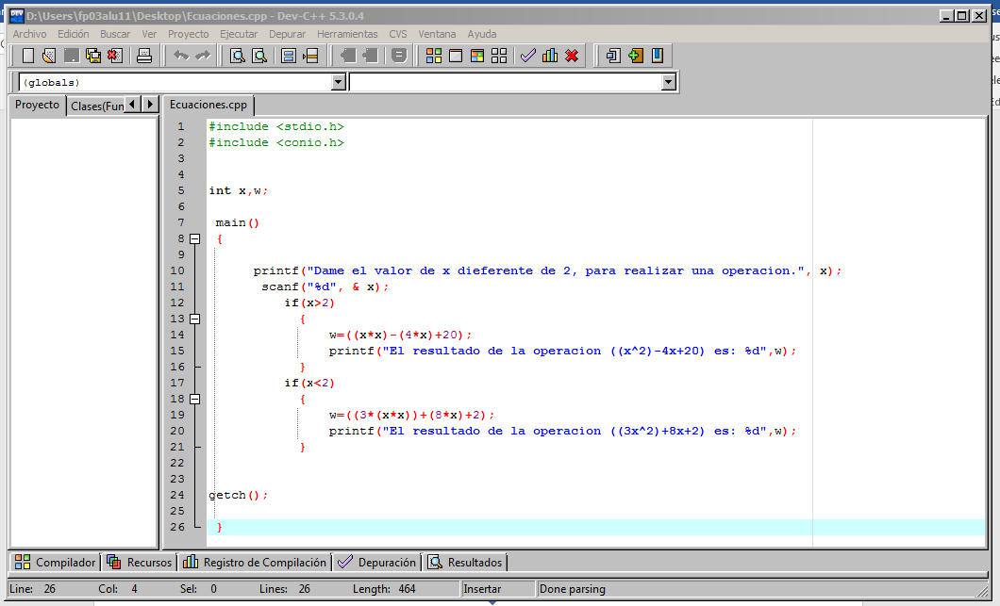 D:\Users\fp03alu11\Desktop\Ecuaciones.cpp - Dev-C++ 5.3.0.4
Archivo Edición Buscar Ver Proyecto Ejecutar Depurar Herramientas CVS Ventana Ayuda
(globals)
Proyecto Clases(Fun Ecuaciones.cpp
1 #include <stdio.h>
2 #include <conio.h>
3
4
5 int x,w;
6
7 main()
8 {
9
10 printf("Dame el valor de x dieferente de 2, para realizar una operacion.", x);
11 scanf("%d", & x);
12 if(x>2)
13 {
14 w=((x*x)-(4*x)+20);
15 printf("El resultado de la operacion ((x^2)-4x+20) es: %d",w);
16 }
17 if(x<2)
18 {
19 w=((3*(x*x))+(8*x)+2);
20 printf("El resultado de la operacion ((3x^2)+8x+2) es: %d",w);
21 }
22
23
24 getch();
25
26 }
Compilador Recursos Registro de Compilación Depuración Resultados
Line: 26 Col: 4 Sel: 0 Lines: 26 Length: 464 Insertar Done parsing